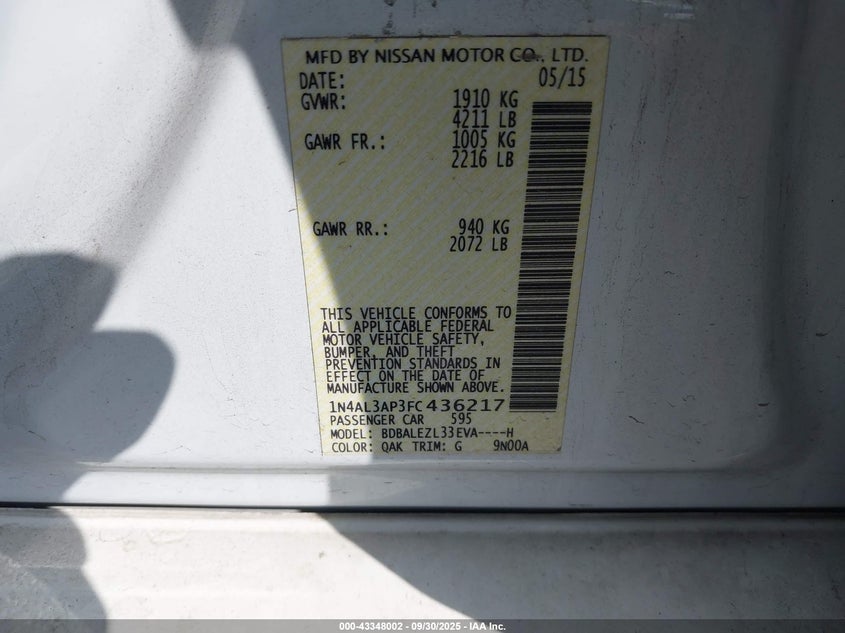 MFD BY NISSAN MOTOR CO., LTD.
DATE: 05/15
GVWR: 1910 KG
4211 LB
GAWR FR.: 1005 KG
2216 LB
GAWR RR.: 940 KG
2072 LB
THIS VEHICLE CONFORMS TO
ALL APPLICABLE FEDERAL
MOTOR VEHICLE SAFETY,
BUMPER, AND THEFT
PREVENTION STANDARDS IN
EFFECT ON THE DATE OF
MANUFACTURE SHOWN ABOVE.
1N4AL3AP3FC436217
PASSENGER CAR 595
MODEL: BDBALEZL33EVA----H
COLOR: QAK TRIM: G 9N00A
000-43348002 - 09/30/2025 - IAA Inc.